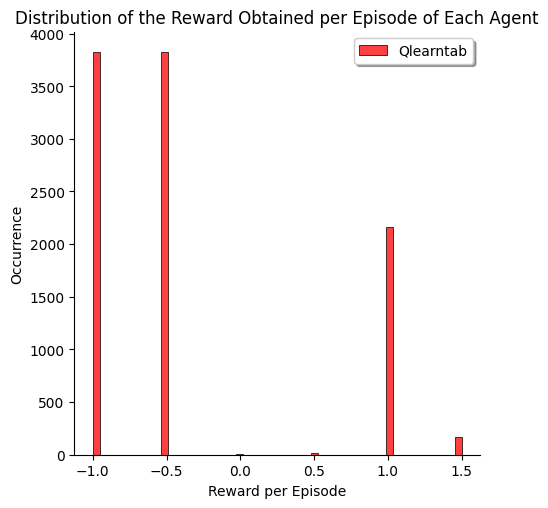 Distribution of the Reward Obtained per Episode of Each Agent
Qlearntab
Occurrence
4000
3500
3000
2500
2000
1500
1000
500
0
−1.0 −0.5 0.0 0.5 1.0 1.5
Reward per Episode